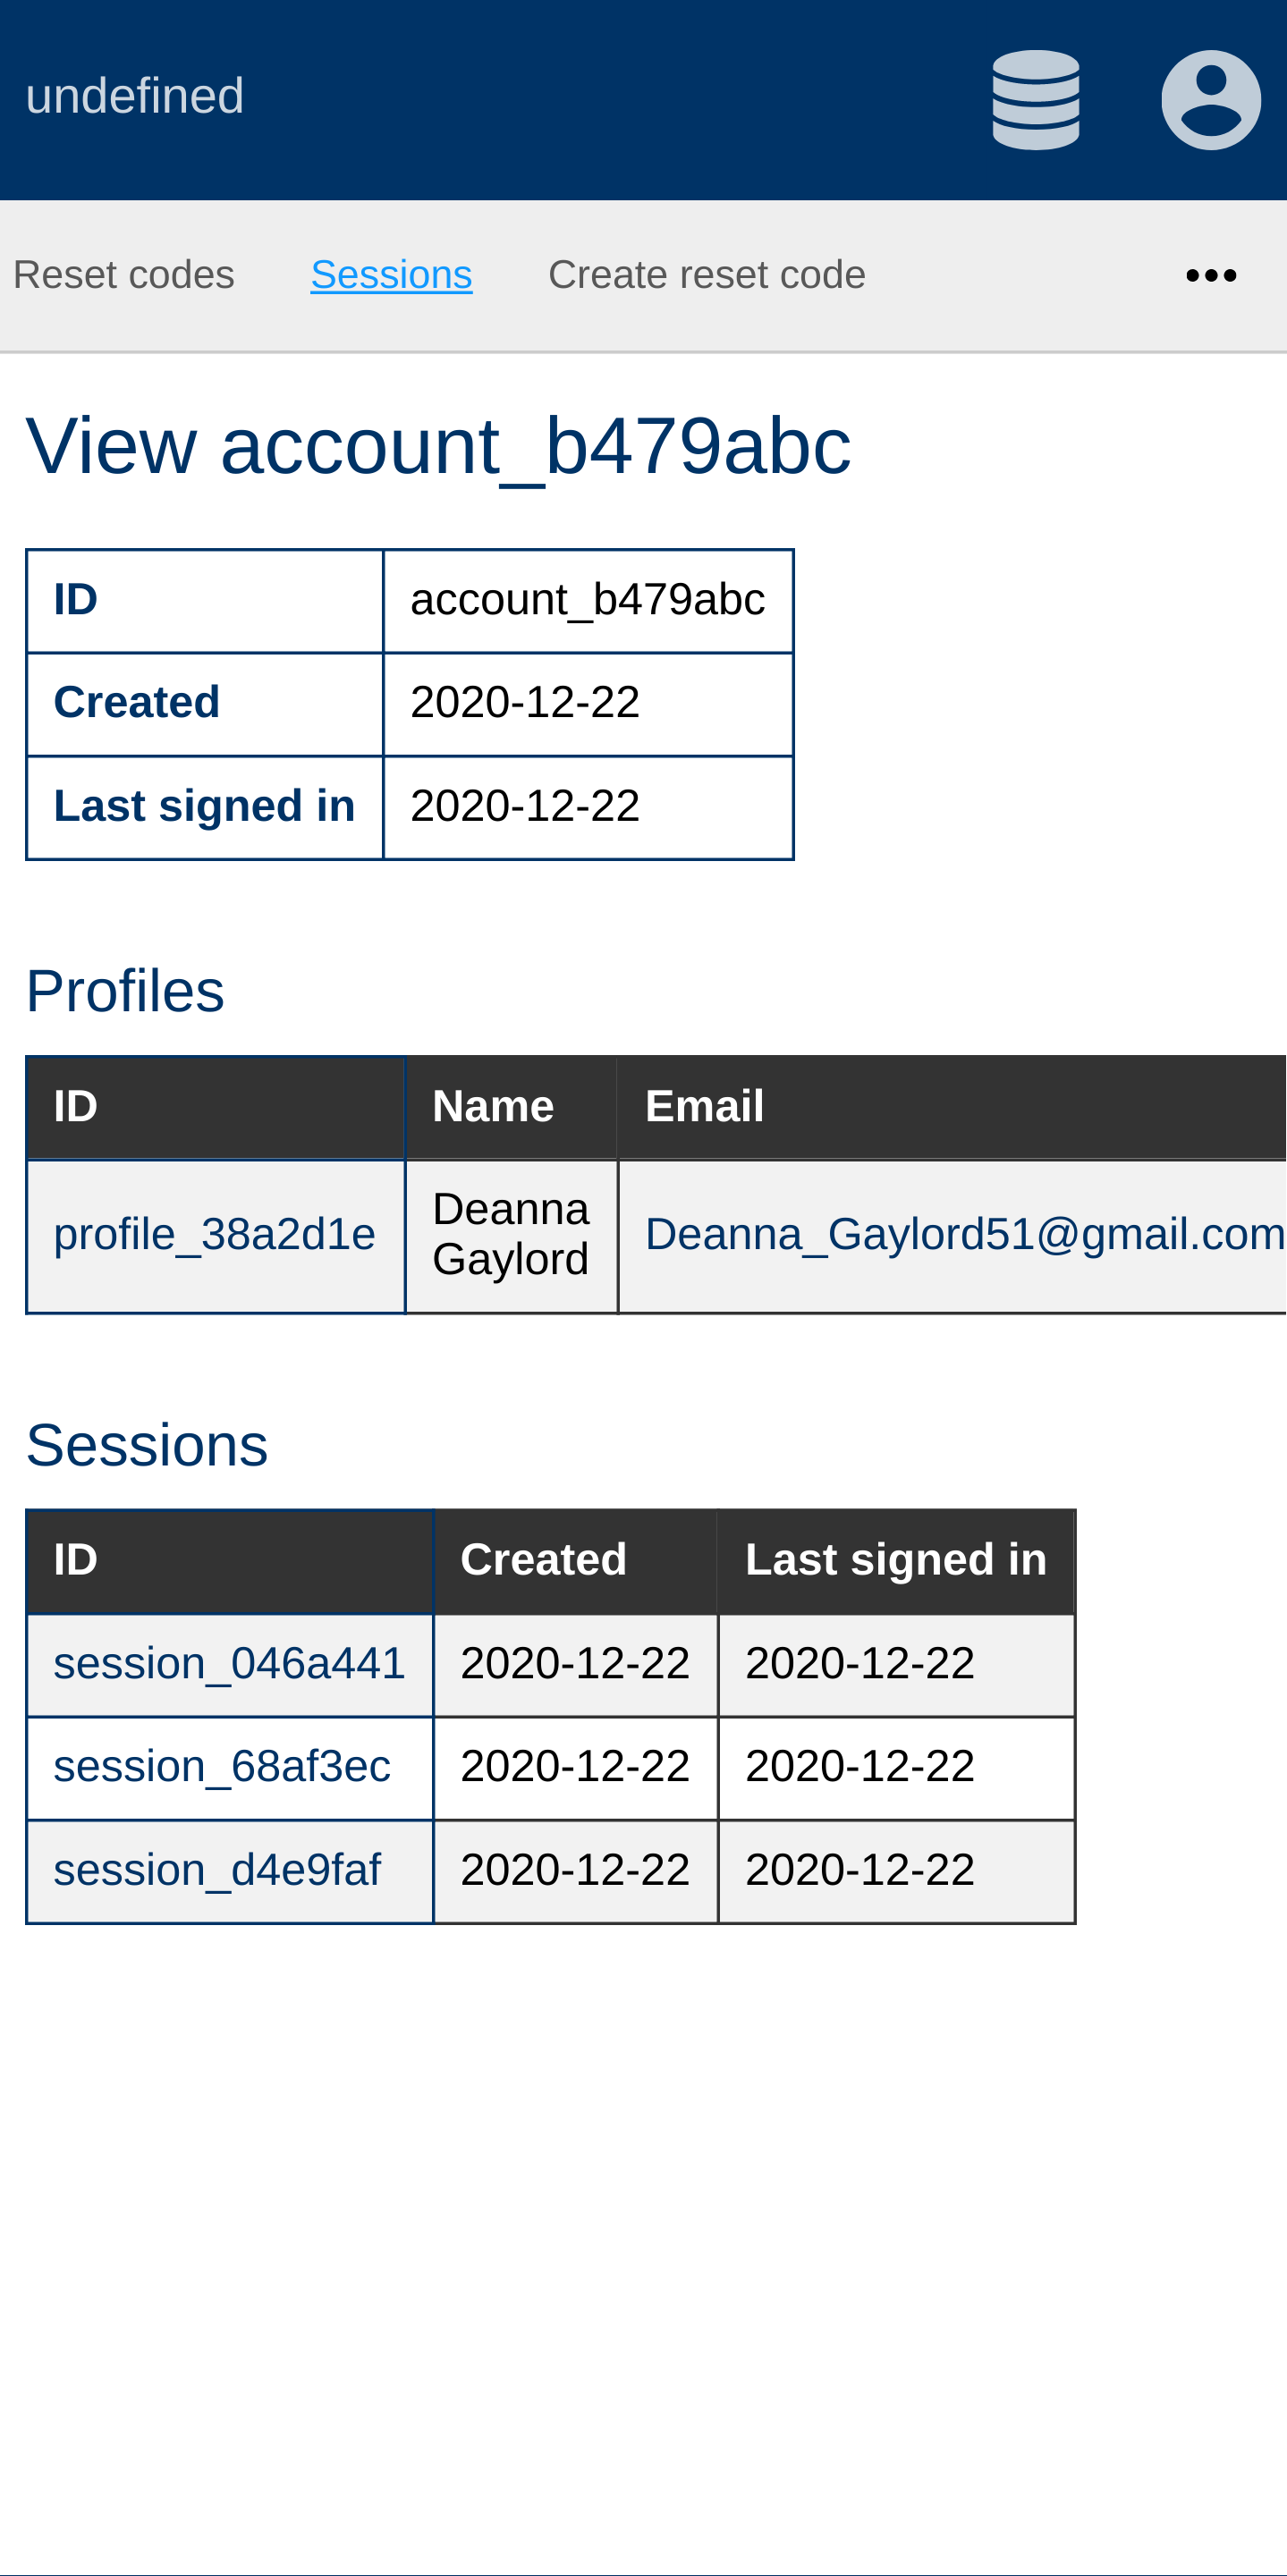 undefined
Reset codes Sessions Create reset code •••
View account_b479abc
ID account_b479abc
Created 2020-12-22
Last signed in 2020-12-22
Profiles
ID Name Email
profile_38a2d1e Deanna Gaylord Deanna_Gaylord51@gmail.com
Sessions
ID Created Last signed in
session_046a441 2020-12-22 2020-12-22
session_68af3ec 2020-12-22 2020-12-22
session_d4e9faf 2020-12-22 2020-12-22